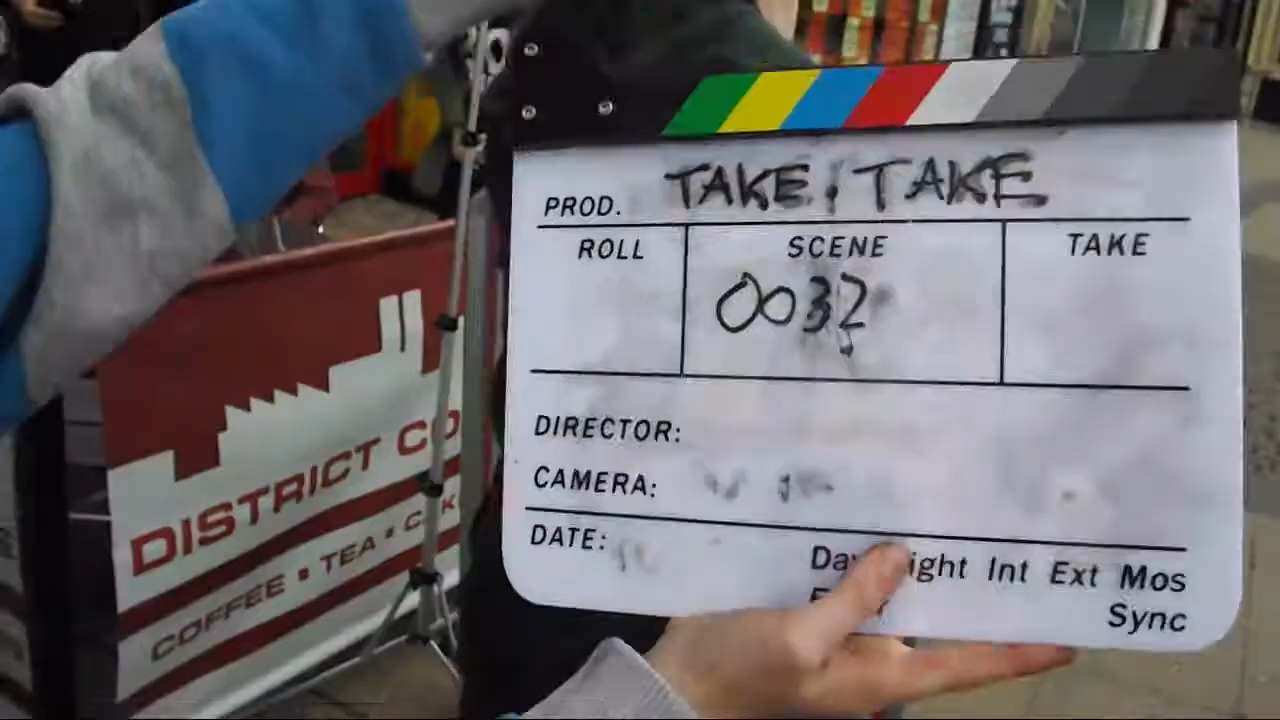 PROD. TAKE: TAKE
ROLL SCENE TAKE
0032
DIRECTOR:
CAMERA:
DATE:
Int Ext Mos
Sync
DISTRICT CO
COFFEE ▪ TEA ▪